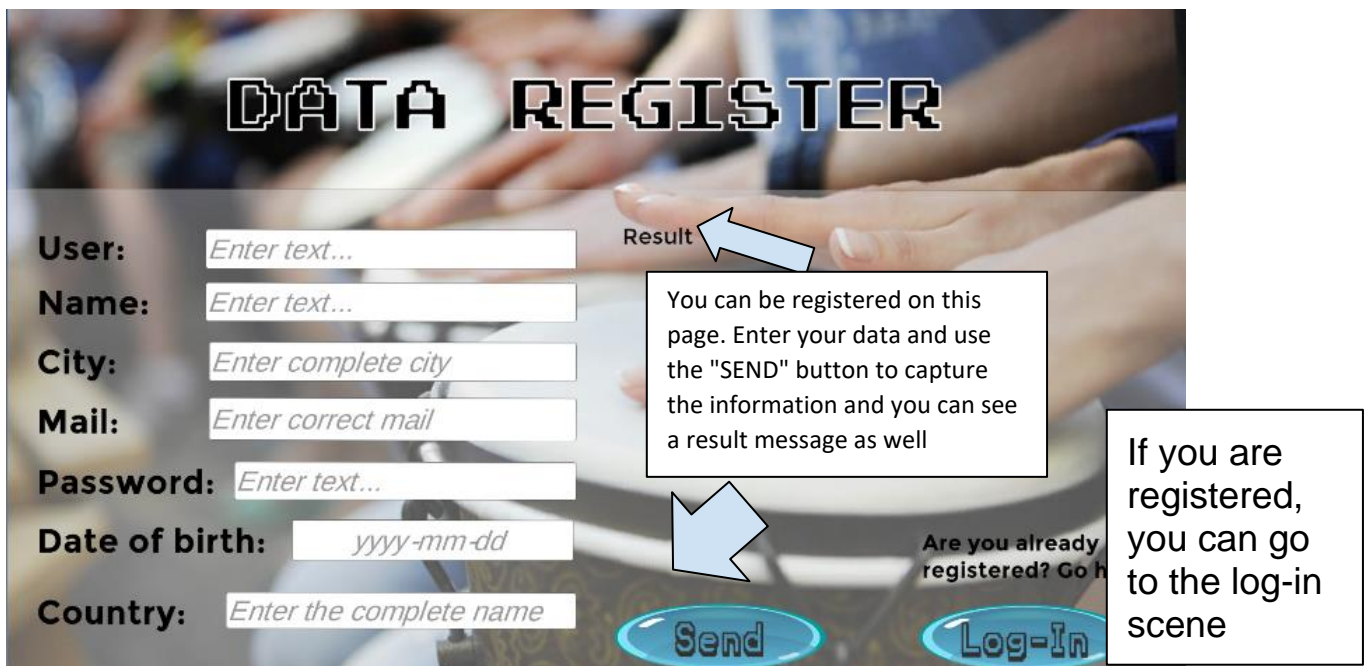 DATA REGISTER
User: Enter text...
Result
Name: Enter text...
City: Enter complete city
Mail: Enter correct mail
Password: Enter text...
Date of birth: yyyy-mm-dd
Country: Enter the complete name
You can be registered on this
page. Enter your data and use
the "SEND" button to capture
the information and you can see
a result message as well
Are you already
registered? Go
Send
Log-In
If you are
registered,
you can go
to the log-in
scene